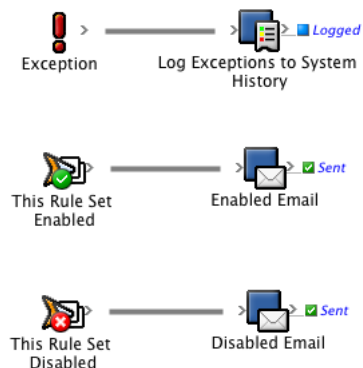 Logged
Exception
Log Exceptions to System
History
Sent
This Rule Set
Enabled
Enabled Email
Sent
This Rule Set
Disabled
Disabled Email